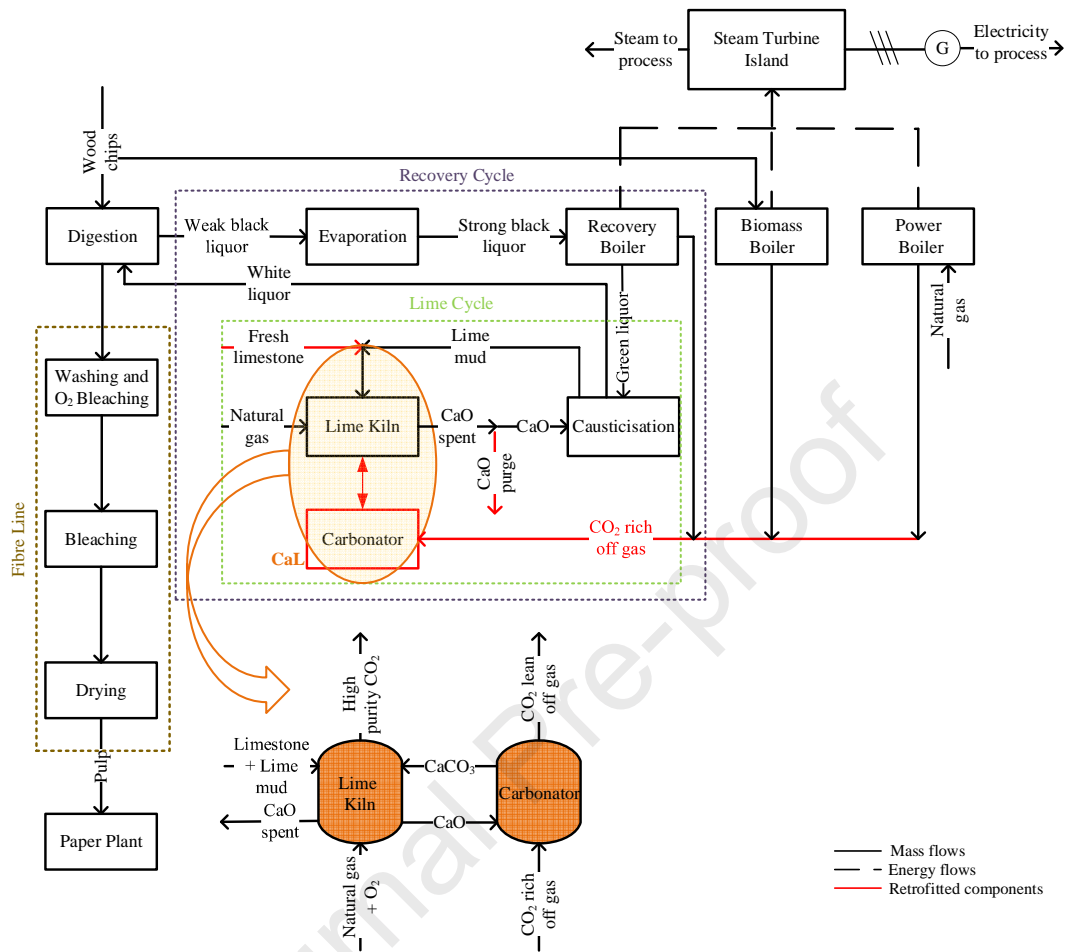 Steam to
process
Steam Turbine
Island
G
Electricity
to process
Wood
chips
Recovery Cycle
Digestion
Weak black
liquor
Evaporation
Strong black
liquor
Recovery
Boiler
Biomass
Boiler
Power
Boiler
White
liquor
Natural
gas
Lime Cycle
Green liquor
Fresh
limestone
Lime
mud
Fibre Line
Washing and
O2 Bleaching
Natural
gas
Lime Kiln
CaO
spent
CaO
Causticisation
CaO
purge
Bleaching
Carbonator
CaL
CO2 rich
off gas
Drying
High
purity CO2
CO2 lean
off gas
Pulp
Limestone
+ Lime
mud
CaCO3
Lime
Kiln
Carbonator
CaO
spent
CaO
Paper Plant
Natural gas
+ O2
CO2 rich
off gas
Mass flows
Energy flows
Retrofitted components
rnal Pre-proof